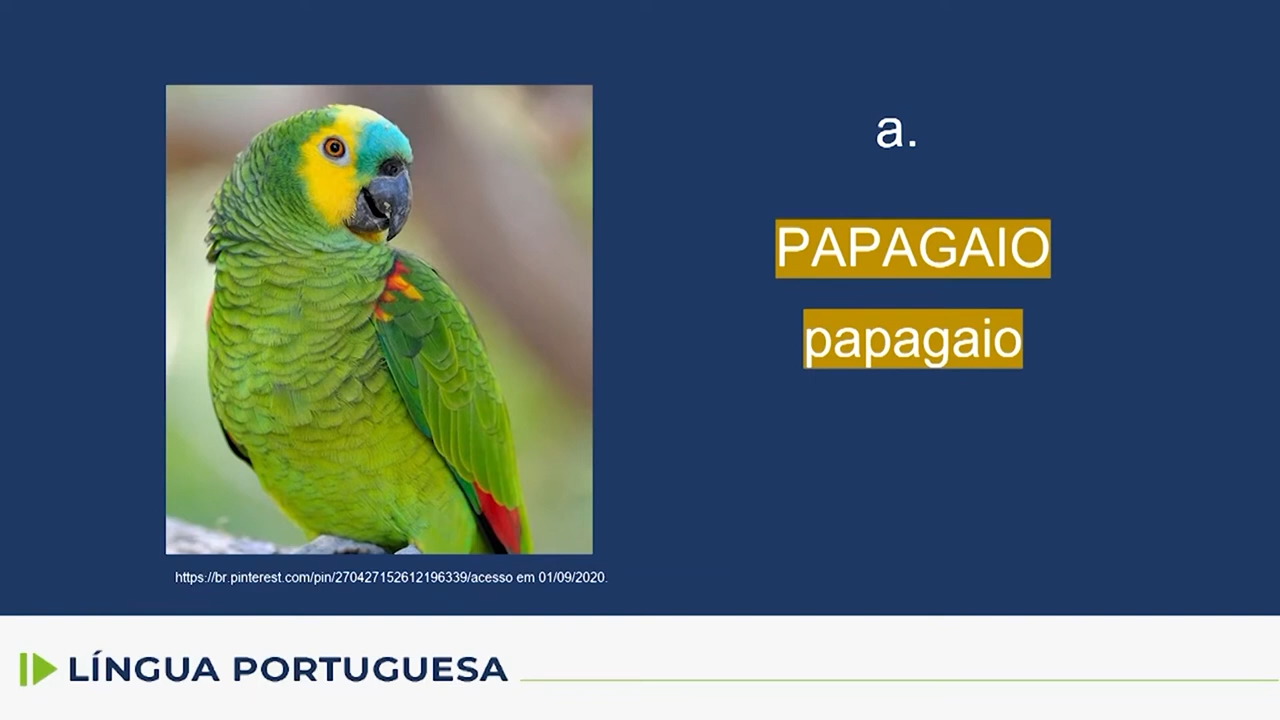 a.
PAPAGAIO
papagaio
https://br.pinterest.com/pin/270427152612196339/acesso em 01/09/2020.
LÍNGUA PORTUGUESA